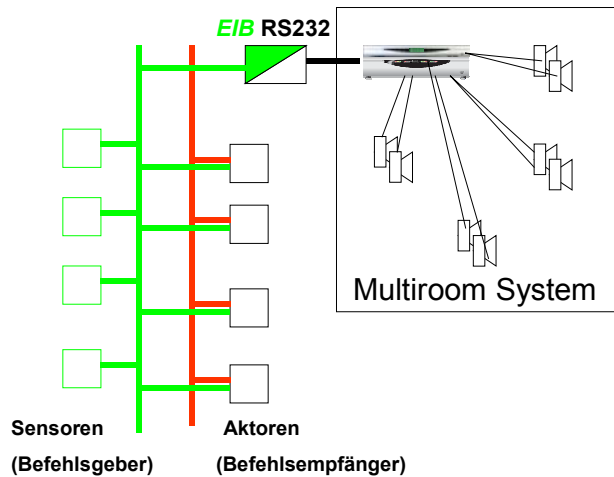 EIB RS232
Multiroom System
Sensoren
(Befehlsgeber)
Aktoren
(Befehlsempfänger)